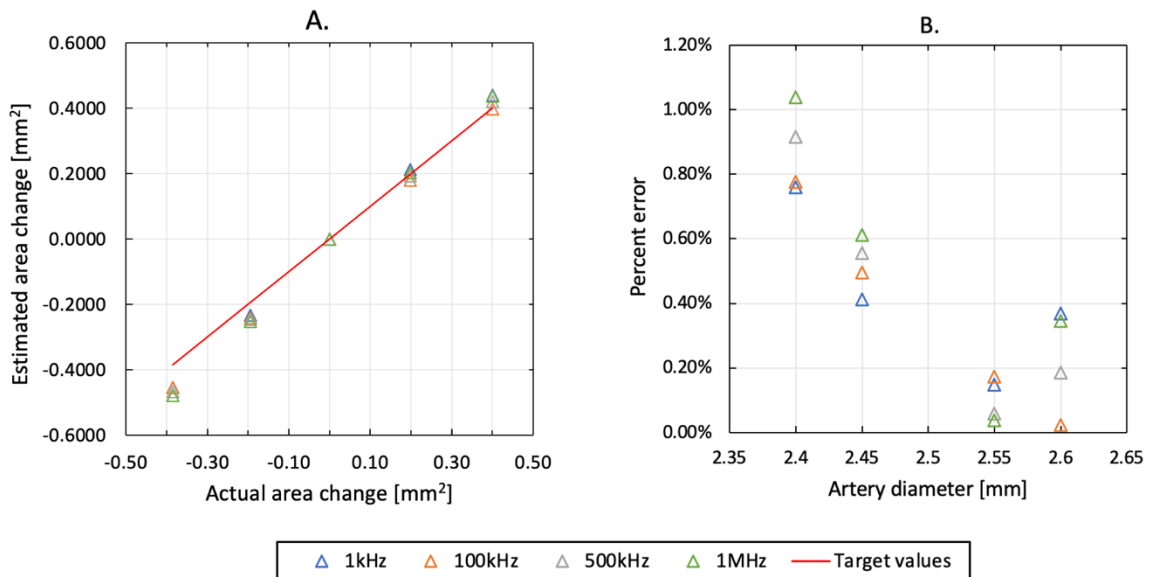 A.
0.6000
0.4000
0.2000
0.0000
-0.2000
-0.4000
-0.6000
-0.50 -0.30 -0.10 0.10 0.30 0.50
Estimated area change [mm²]
Actual area change [mm²]
B.
1.20%
1.00%
0.80%
0.60%
0.40%
0.20%
0.00%
2.35 2.4 2.45 2.5 2.55 2.6 2.65
Percent error
Artery diameter [mm]
1kHz 100kHz 500kHz 1MHz Target values